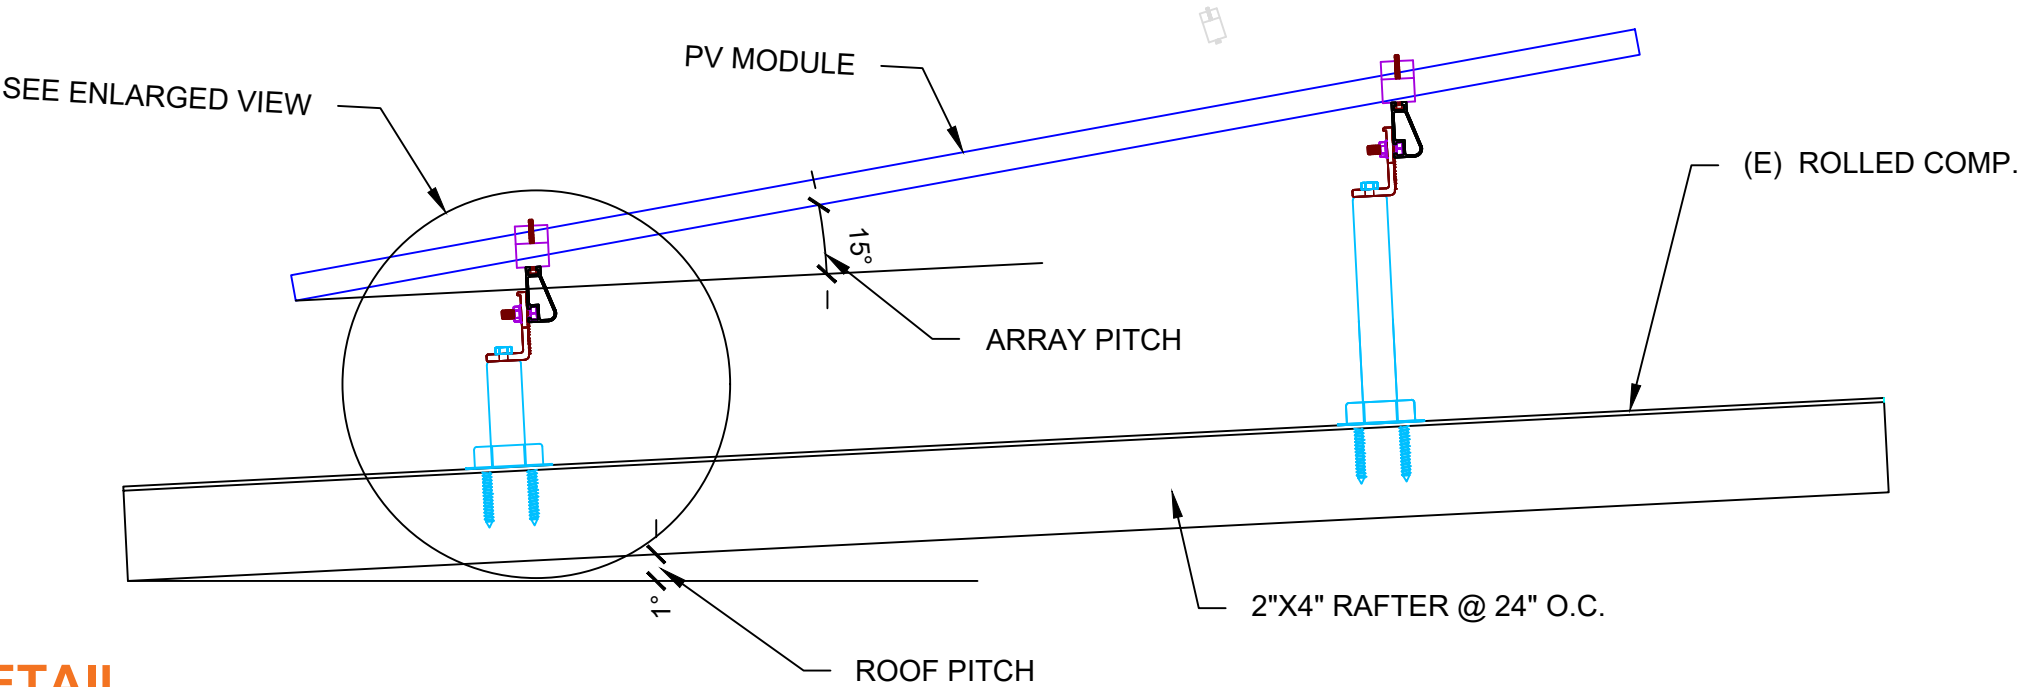 PV MODULE
SEE ENLARGED VIEW
(E) ROLLED COMP.
15°
ARRAY PITCH
1°
2"X4" RAFTER @ 24" O.C.
ROOF PITCH